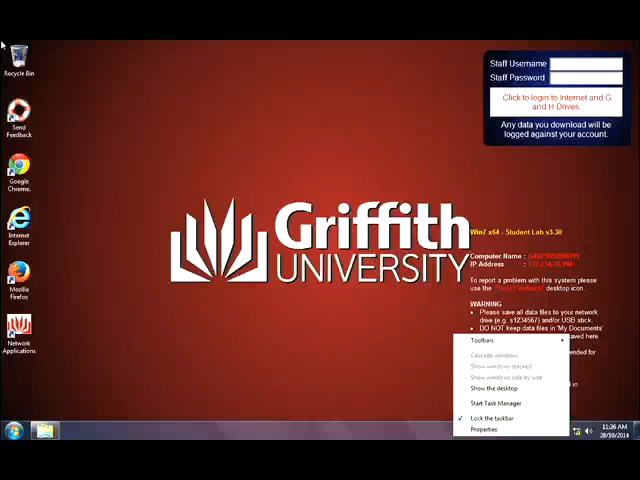 Recycle Bin
Send
Feedback
Google
Chrome.
Internet
Explorer
Mozilla
Firefox
Network
Applications
Staff Username
Staff Password
Click to login to Internet and G
and H Drives
Any data you download will be
logged against your account.
Griffith
UNIVERSITY
Win7 x64 - Student Lab v3.30
Computer Name :
IP Address :
To report a problem with this system please
use the desktop icon.
WARNING
Please save all data files to your network
drive (e.g. s1234567) and/or USB stick.
DO NOT keep data files in 'My Documents'
saved here.
ended for
d in
Toolbars
Cascade windows
Show windows stacked
Show windows side by side
Show the desktop
Start Task Manager
Lock the taskbar
Properties
11:26 AM
28/10/2014